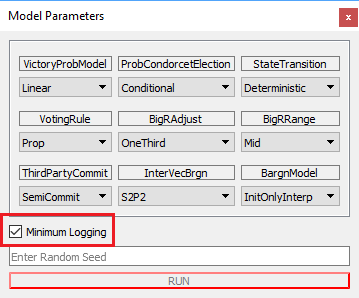 Model Parameters
x
VictoryProbModel ProbCondorcetElection StateTransition
Linear Conditional Deterministic
VotingRule BigRAdjust BigRRange
Prop OneThird Mid
ThirdPartyCommit InterVecBrgn BargnModel
SemiCommit S2P2 InitOnlyInterp
Minimum Logging
Enter Random Seed
RUN